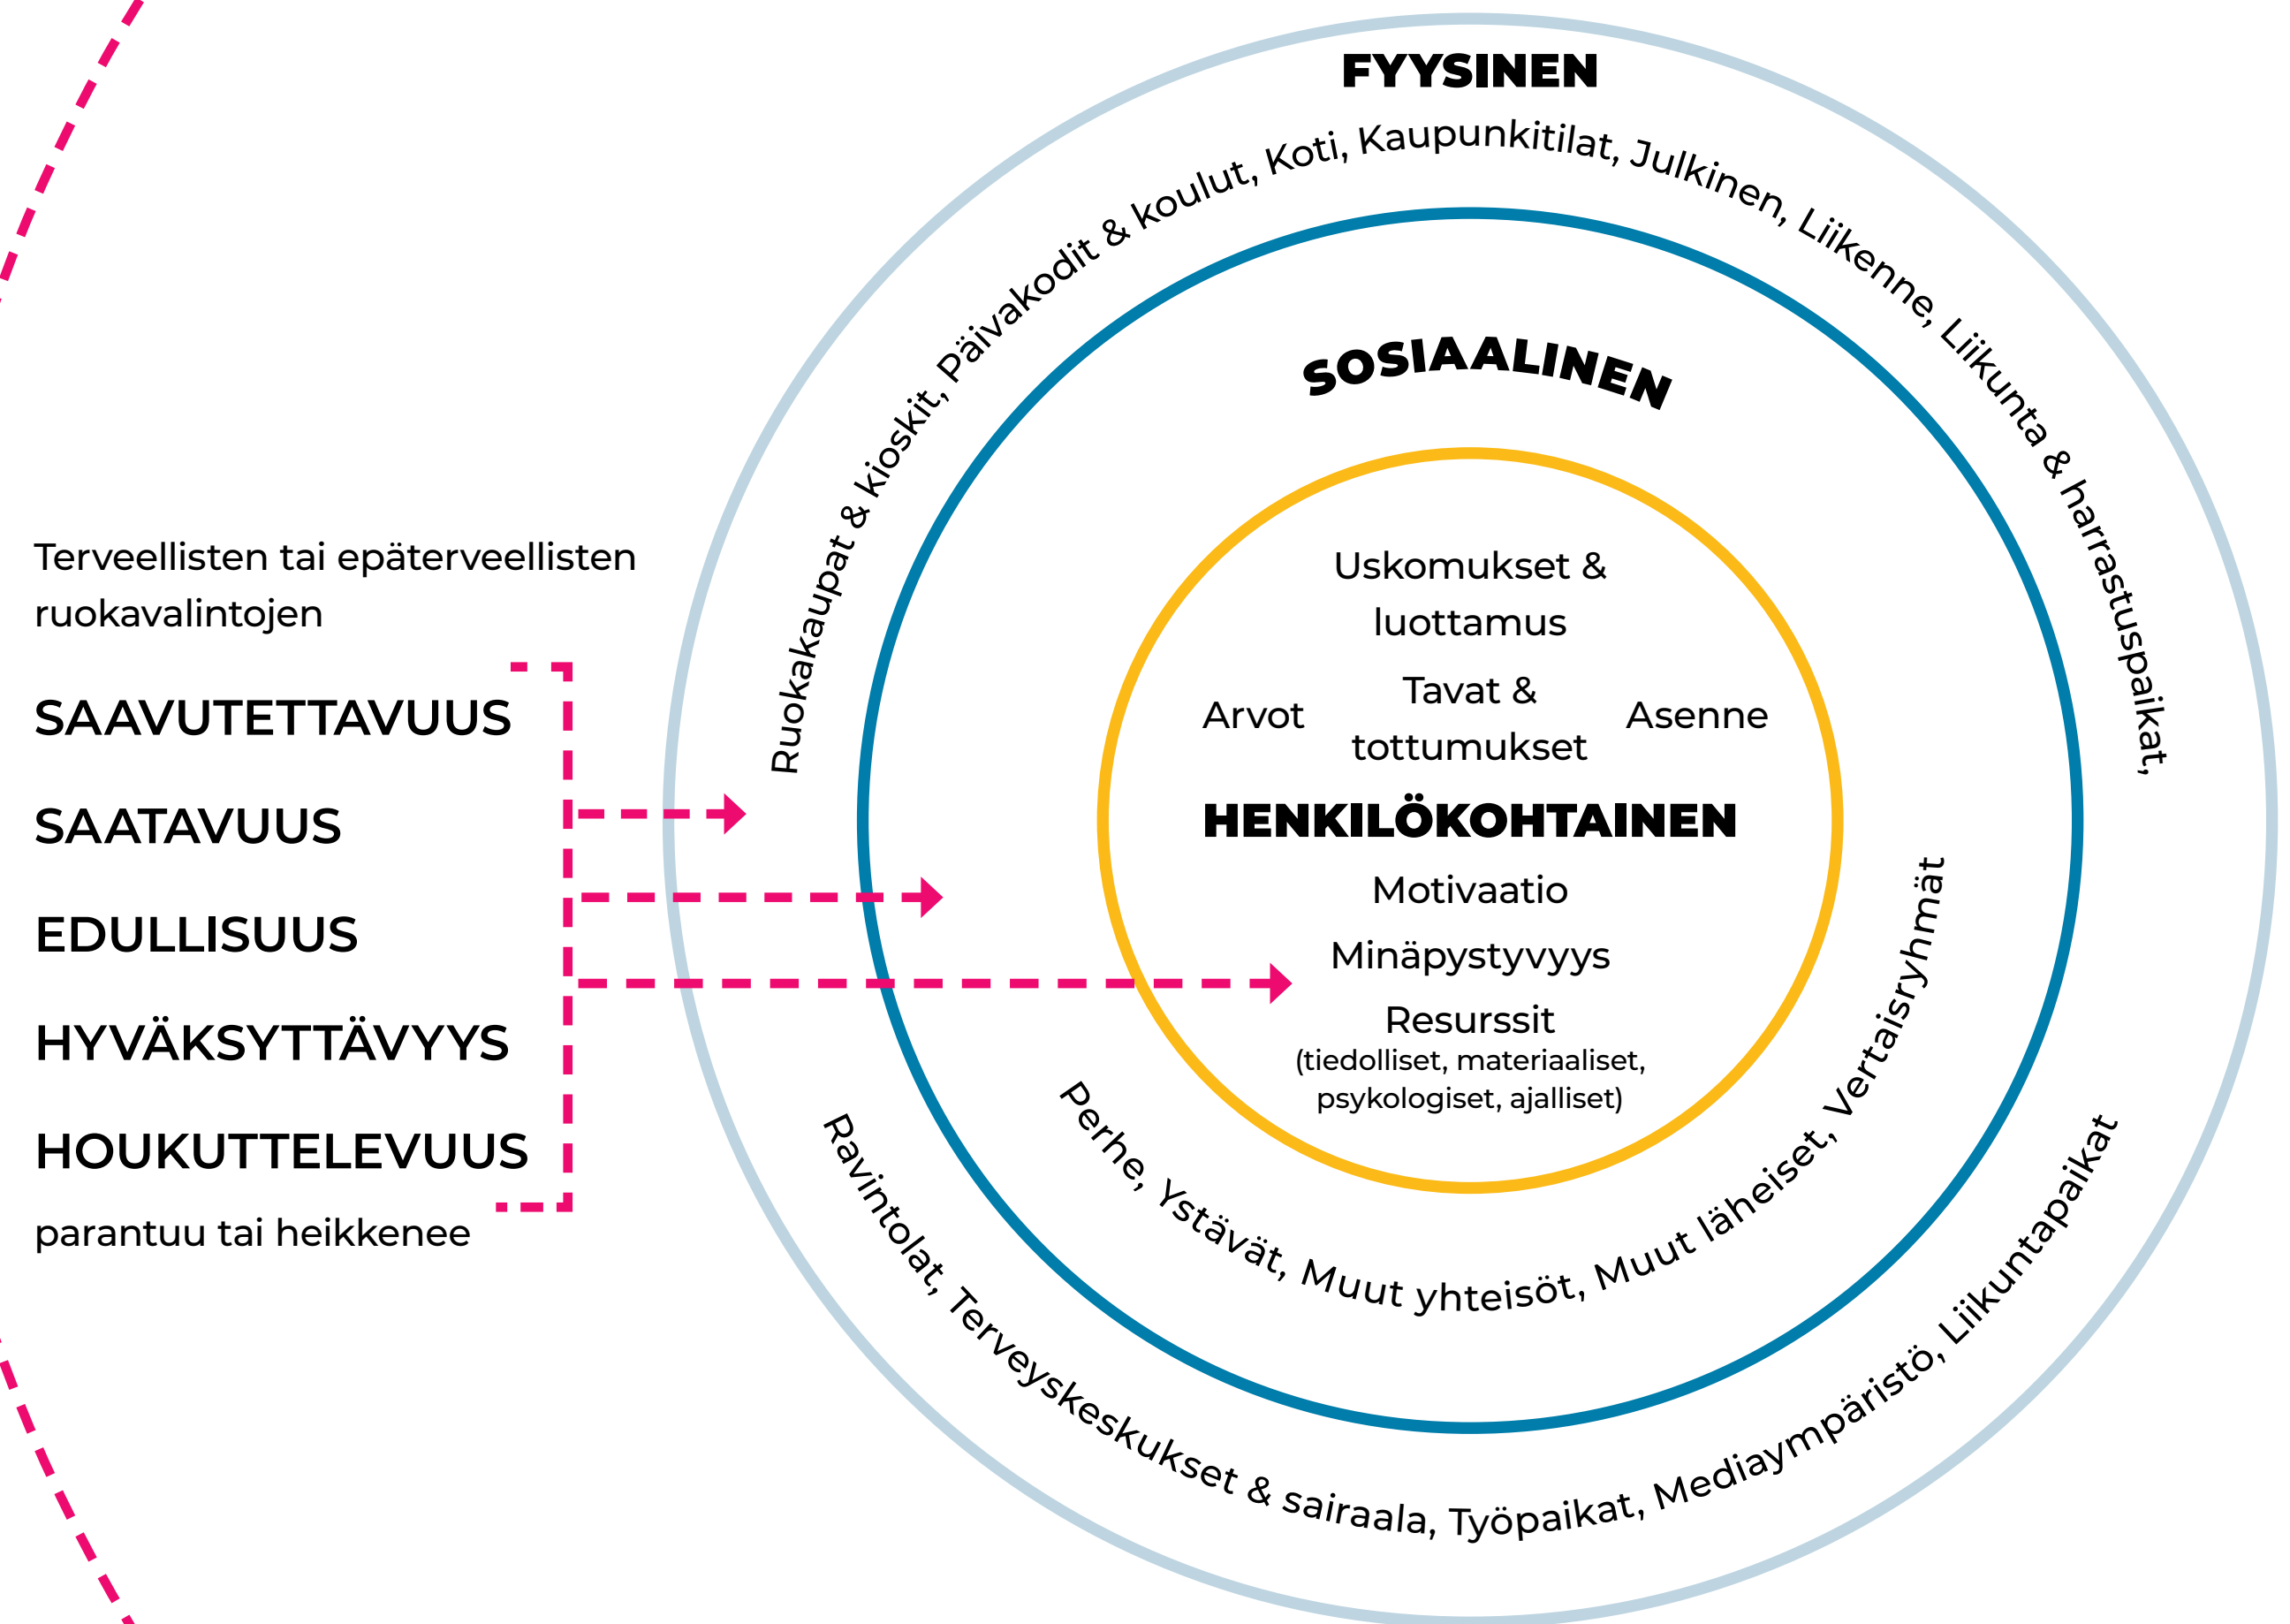 Terveellisten tai epäterveellisten
ruokavalintojen
SAAVUTETTAVUUS
SAATAVUUS
EDULLISUUS
HYVÄKSYTTÄVYYS
HOUKUTTELEVUUS
parantuu tai heikkenee
FYYSINEN
Ruokakaupat & kioskit, Päivakodit & koulut, Koti, Kaupunkitilat, Julkinen, Liikenne, Liikunta & harrastuspaikat,
Ravintolat, Terveyskeskukset & sairaala, Työpaikat, Mediaympäristö, Liikuntapaikat
SOSIAALINEN
Perhe, Ystävät, Muut yhteisöt, Muut läheiset, Vertaisryhmät
Uskomukset &
luottamus
Arvot
Tavat &
tottumukset
Asenne
HENKILÖKOHTAINEN
Motivaatio
Minäpystyvyys
Resurssit
(tiedolliset, materiaaliset,
psykologiset, ajalliset)